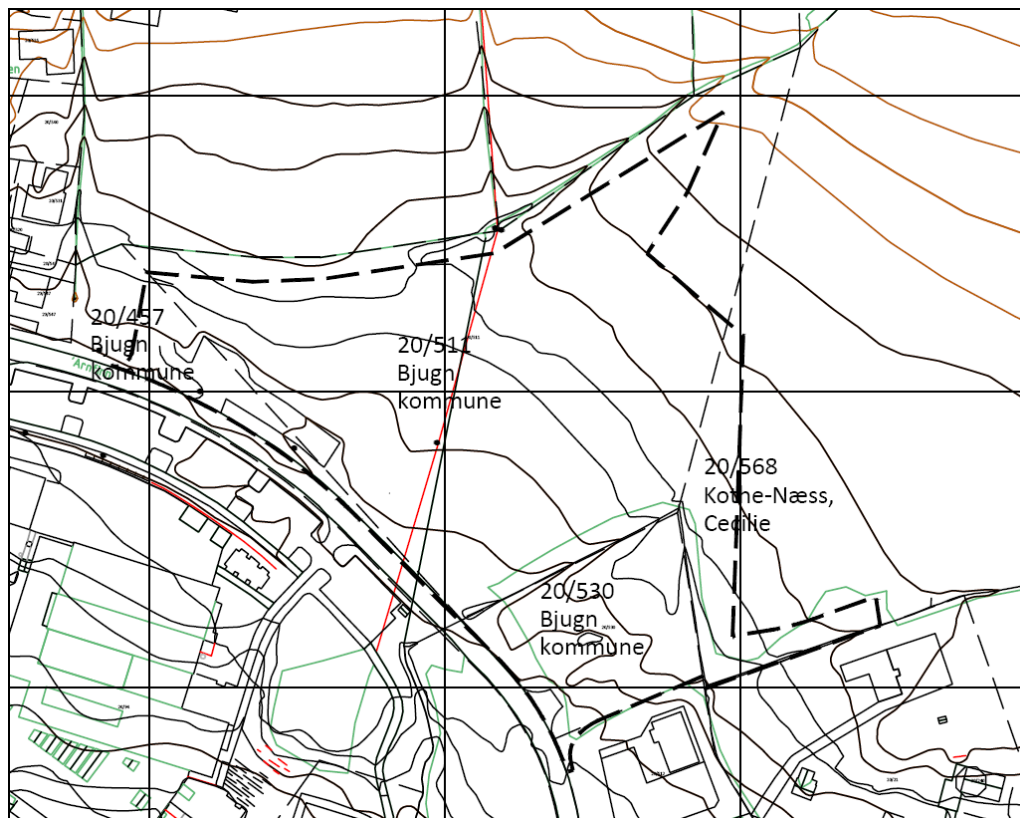 20/457
Bjugn
kommune
20/511
Bjugn
kommune
20/568
Kothe-Næss,
Cecilie
20/530
Bjugn
kommune